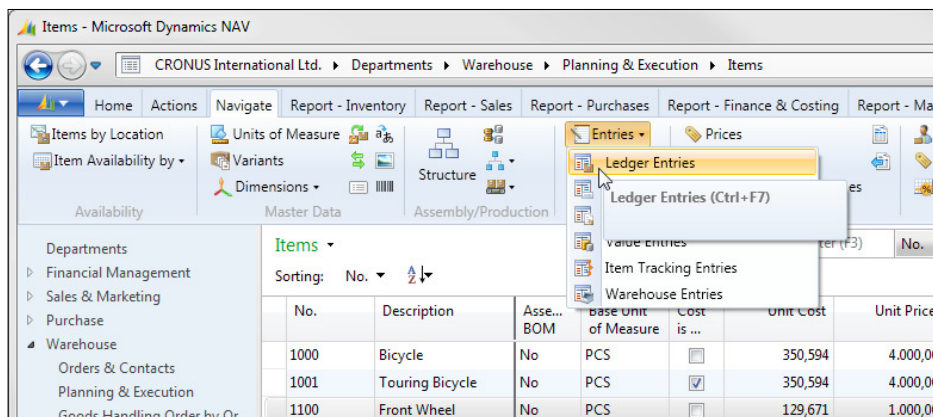 Items - Microsoft Dynamics NAV
CRONUS International Ltd. Departments Warehouse Planning & Execution Items
Home Actions Navigate Report - Inventory Report - Sales Report - Purchases Report - Finance & Costing Report - Ma
Items by Location Units of Measure Entries Prices
Item Availability by Variants Structure Ledger Entries
Dimensions Ledger Entries (Ctrl+F7) es
Availability Master Data Assembly/Production
Departments Items Value Entries (F3) No.
Financial Management Sorting: No. Item Tracking Entries
Sales & Marketing Warehouse Entries
Purchase No. Description Asse... BOM Base Unit of Measure Cost is ... Unit Cost Unit Price
Warehouse 1000 Bicycle No PCS 350,594 4.000,0
Orders & Contacts
Planning & Execution 1001 Touring Bicycle No PCS 350,594 4.000,0
Goods Handling Order by Or 1100 Front Wheel No PCS 129,671 1.000,0